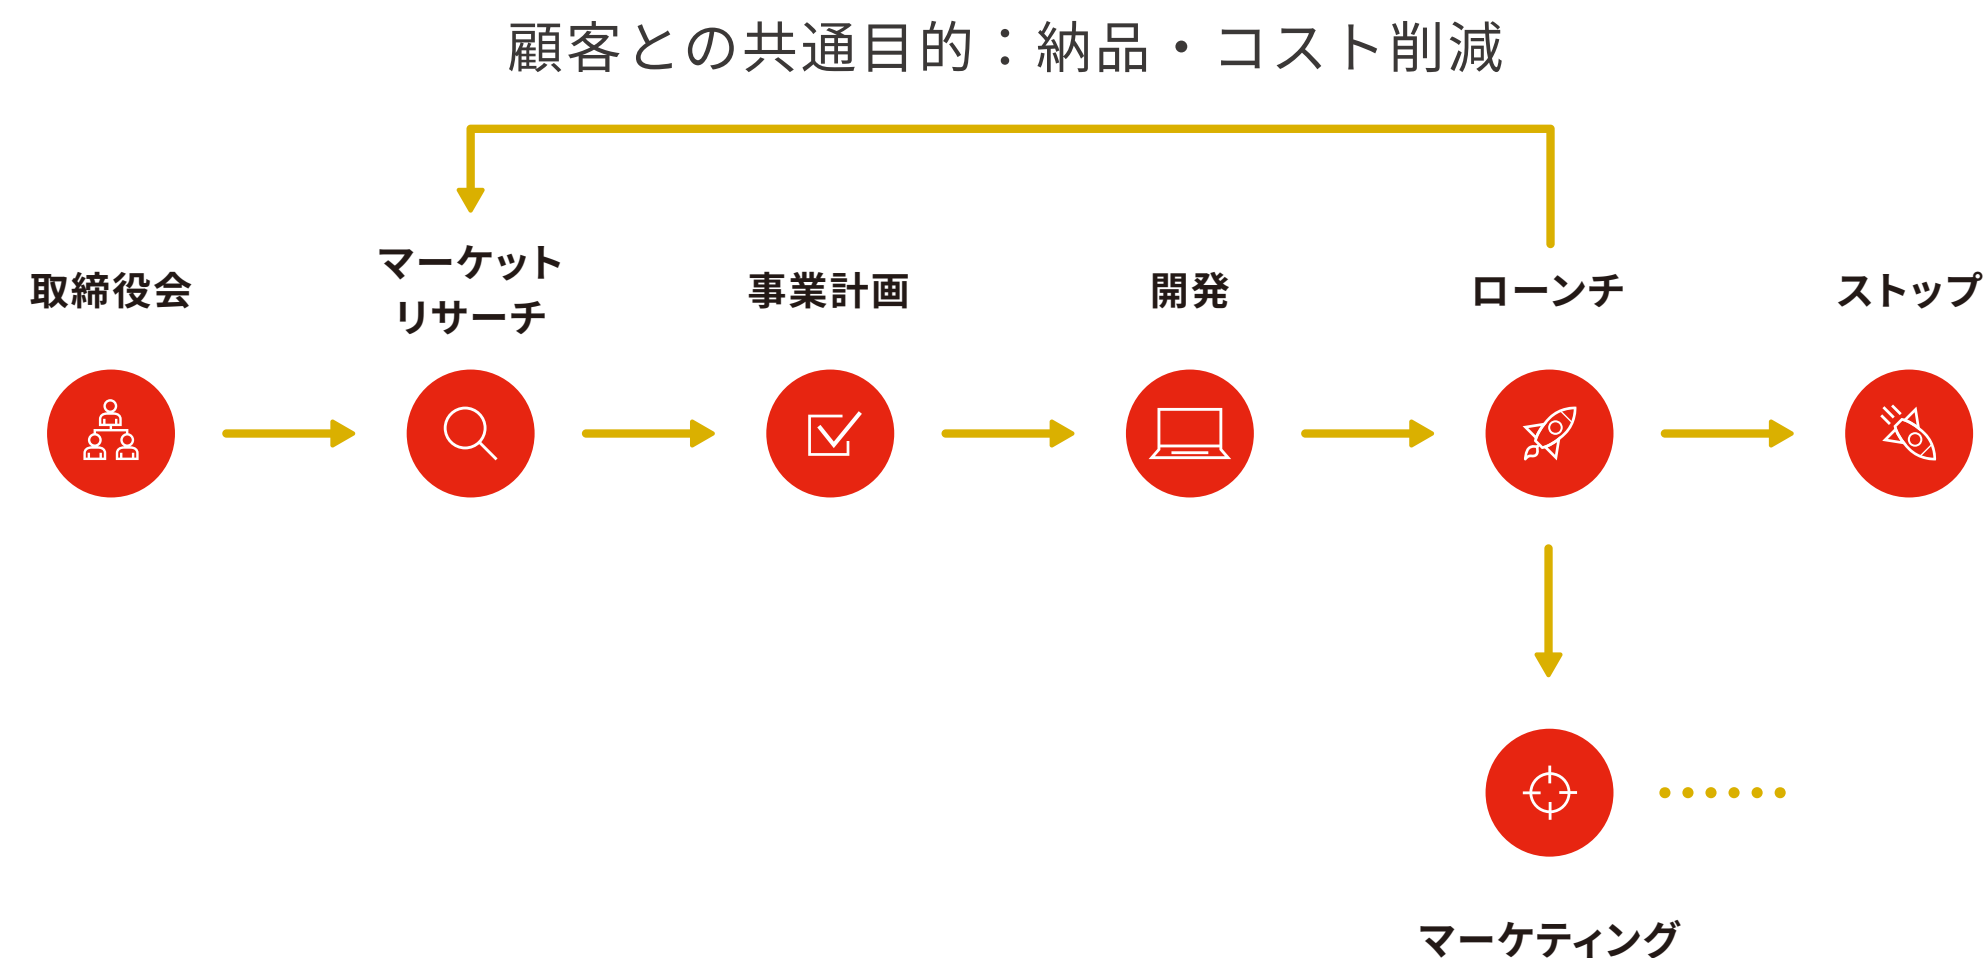 顧客との共通目的：納品・コスト削減
取締役会
マーケット
リサーチ
事業計画
開発
ローンチ
ストップ
マーケティング